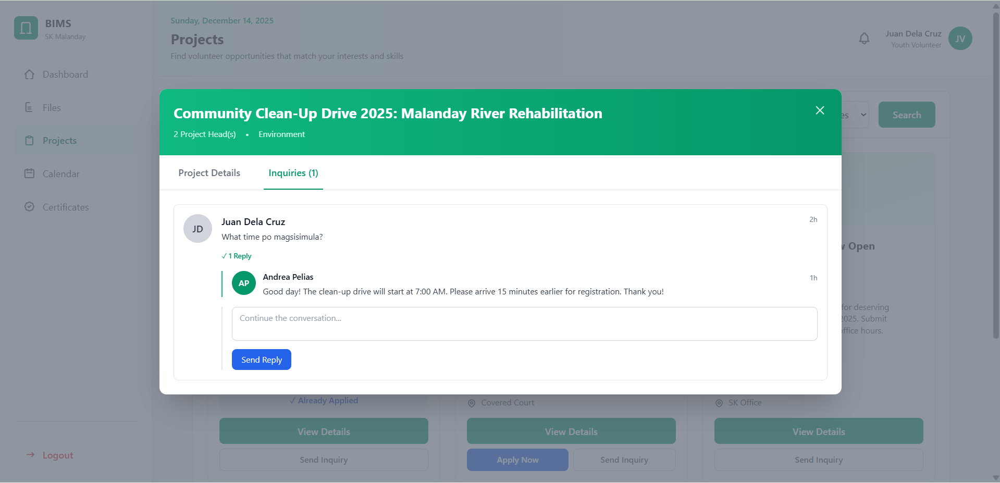 BIMS
SK Malanday
Dashboard
Files
Projects
Calendar
Certificates
Logout
Sunday, December 14, 2025
Projects
Find volunteer opportunities that match your interests and skills
Juan Dela Cruz
Youth Volunteer
JV
Search
Community Clean-Up Drive 2025: Malanday River Rehabilitation
2 Project Head(s) • Environment
Project Details
Inquiries (1)
JD
Juan Dela Cruz
2h
What time po magsisimula?
✓ 1 Reply
AP
Andrea Pelias
1h
Good day! The clean-up drive will start at 7:00 AM. Please arrive 15 minutes earlier for registration. Thank you!
Continue the conversation...
Send Reply
Open
for deserving
2025. Submit
office hours.
✓ Already Applied
View Details
Send Inquiry
Covered Court
View Details
Apply Now
Send Inquiry
SK Office
View Details
Send Inquiry